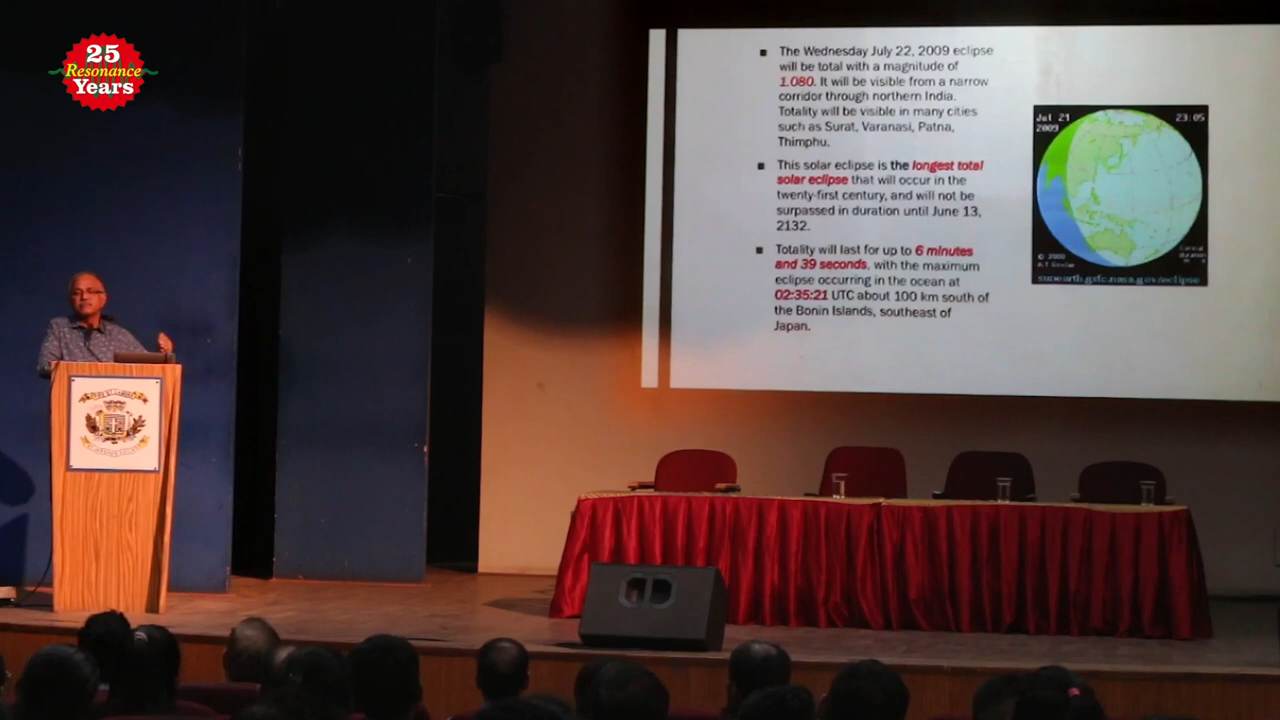 25
Resonance
Years
■ The Wednesday July 22, 2009 eclipse
will be total with a magnitude of
1.080. It will be visible from a narrow
corridor through northern India.
Totality will be visible in many cities
such as Surat, Varanasi, Patna,
Thimphu.
■ This solar eclipse is the longest total
solar eclipse that will occur in the
twenty-first century, and will not be
surpassed in duration until June 13,
2132.
■ Totality will last for up to 6 minutes
and 39 seconds, with the maximum
eclipse occurring in the ocean at
02:35:21 UTC about 100 km south of
the Bonin Islands, southeast of
Japan.
Jul 21 23:05
2009